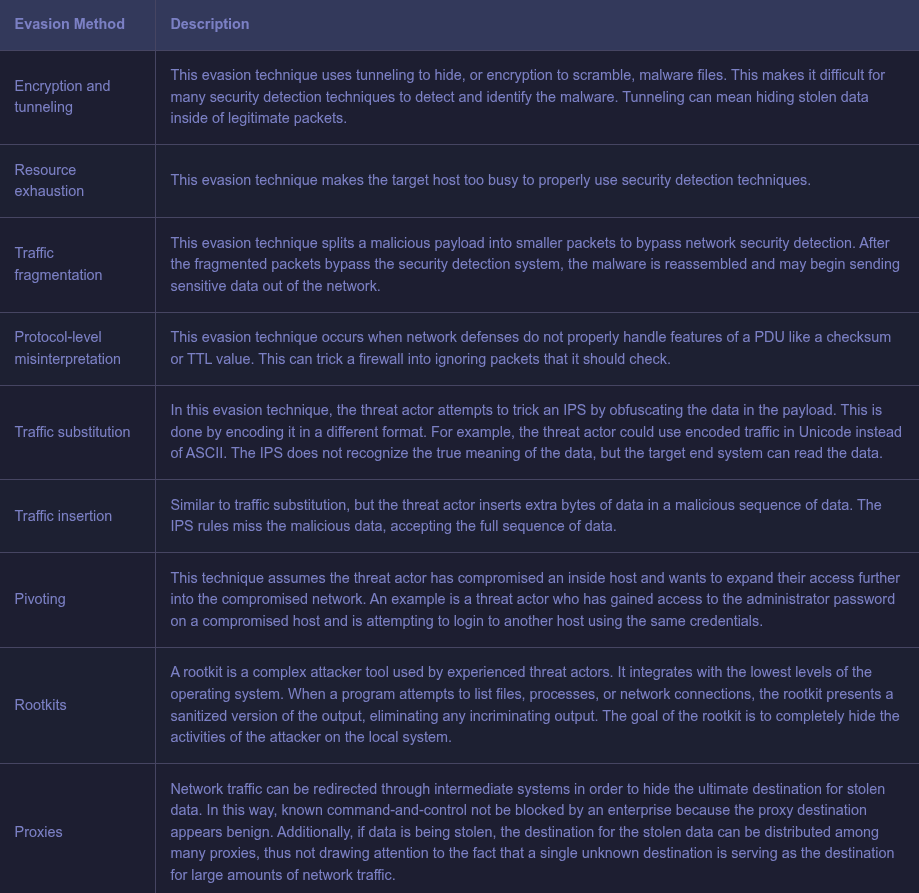 Evasion Method
Description
Encryption and
tunneling
This evasion technique uses tunneling to hide, or encryption to scramble, malware files. This makes it difficult for
many security detection techniques to detect and identify the malware. Tunneling can mean hiding stolen data
inside of legitimate packets.
Resource
exhaustion
This evasion technique makes the target host too busy to properly use security detection techniques.
Traffic
fragmentation
This evasion technique splits a malicious payload into smaller packets to bypass network security detection. After
the fragmented packets bypass the security detection system, the malware is reassembled and may begin sending
sensitive data out of the network.
Protocol-level
misinterpretation
This evasion technique occurs when network defenses do not properly handle features of a PDU like a checksum
or TTL value. This can trick a firewall into ignoring packets that it should check.
Traffic substitution
In this evasion technique, the threat actor attempts to trick an IPS by obfuscating the data in the payload. This is
done by encoding it in a different format. For example, the threat actor could use encoded traffic in Unicode instead
of ASCII. The IPS does not recognize the true meaning of the data, but the target end system can read the data.
Traffic insertion
Similar to traffic substitution, but the threat actor inserts extra bytes of data in a malicious sequence of data. The
IPS rules miss the malicious data, accepting the full sequence of data.
Pivoting
This technique assumes the threat actor has compromised an inside host and wants to expand their access further
into the compromised network. An example is a threat actor who has gained access to the administrator password
on a compromised host and is attempting to login to another host using the same credentials.
Rootkits
A rootkit is a complex attacker tool used by experienced threat actors. It integrates with the lowest levels of the
operating system. When a program attempts to list files, processes, or network connections, the rootkit presents a
sanitized version of the output, eliminating any incriminating output. The goal of the rootkit is to completely hide the
activities of the attacker on the local system.
Proxies
Network traffic can be redirected through intermediate systems in order to hide the ultimate destination for stolen
data. In this way, known command-and-control not be blocked by an enterprise because the proxy destination
appears benign. Additionally, if data is being stolen, the destination for the stolen data can be distributed among
many proxies, thus not drawing attention to the fact that a single unknown destination is serving as the destination
for large amounts of network traffic.